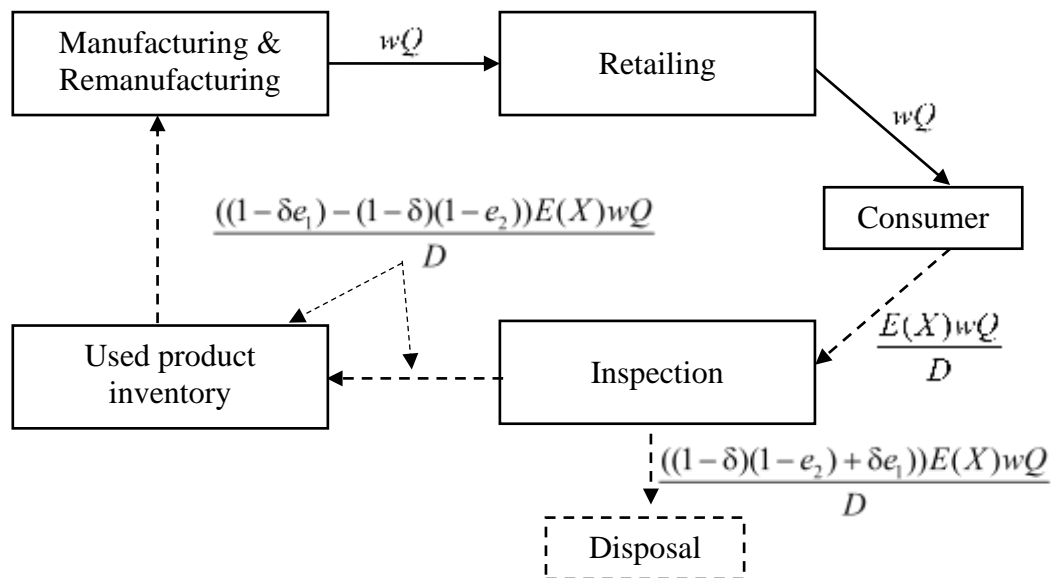 Manufacturing &
Remanufacturing
wQ
Retailing
wQ
Consumer
((1−δe₁)−(1−δ)(1−e₂))E(X)wQ
D
Used product
inventory
Inspection
E(X)wQ
D
((1−δ)(1−e₂)+δe₁))E(X)wQ
D
Disposal